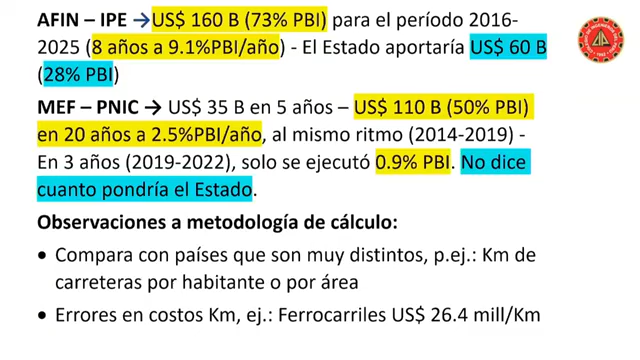 AFIN – IPE → US$ 160 B (73% PBI) para el período 2016-
2025 (8 años a 9.1%PBI/año) - El Estado aportaría US$ 60 B
(28% PBI)
MEF – PNIC → US$ 35 B en 5 años – US$ 110 B (50% PBI)
en 20 años a 2.5%PBI/año, al mismo ritmo (2014-2019) -
En 3 años (2019-2022), solo se ejecutó 0.9% PBI. No dice
cuanto pondría el Estado.
Observaciones a metodología de cálculo:
• Compara con países que son muy distintos, p.ej.: Km de
carreteras por habitante o por área
• Errores en costos Km, ej.: Ferrocarriles US$ 26.4 mill/Km